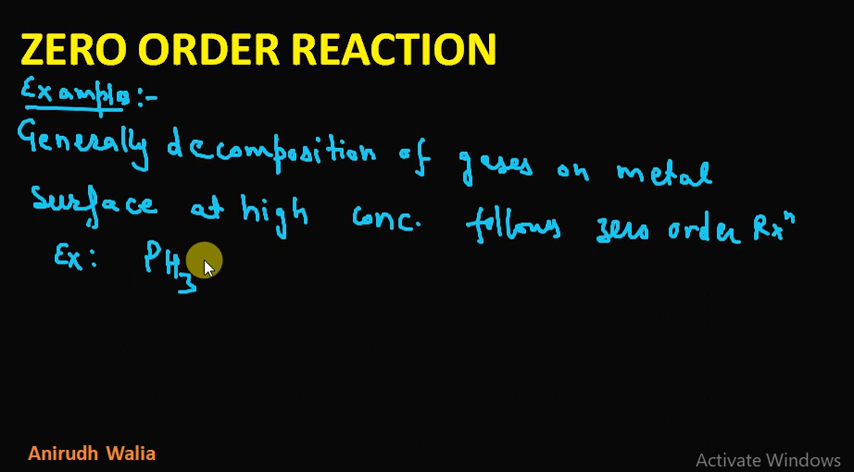 ZERO ORDER REACTION
Examples:-
Generally decomposition of gases on metal
Surface at high conc. follows zero order Rxⁿ
Ex: PH₃
Anirudh Walia
Activate Windows